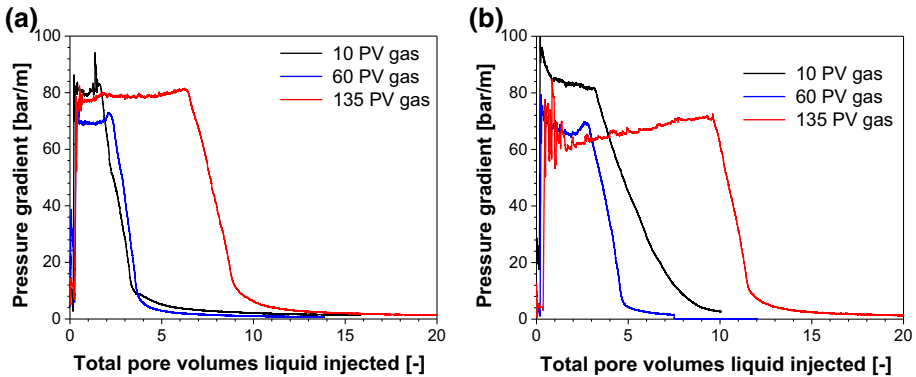 (a)
100
80
60
40
20
0
Pressure gradient [bar/m]
10 PV gas
60 PV gas
135 PV gas
0 5 10 15 20
Total pore volumes liquid injected [-]
(b)
100
80
60
40
20
0
Pressure gradient [bar/m]
10 PV gas
60 PV gas
135 PV gas
0 5 10 15 20
Total pore volumes liquid injected [-]